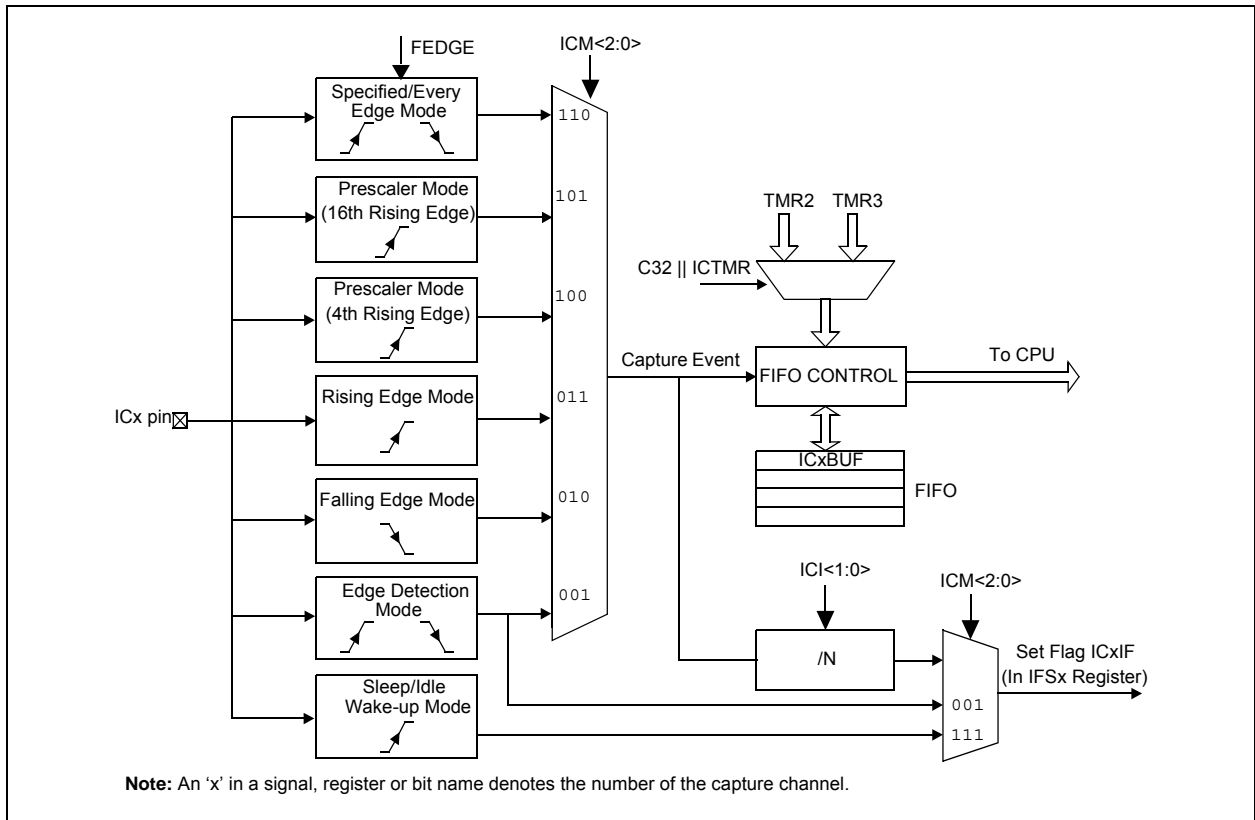 FEDGE
ICM<2:0>
Specified/Every
Edge Mode
110
Prescaler Mode
(16th Rising Edge)
101
TMR2
TMR3
C32 || ICTMR
Prescaler Mode
(4th Rising Edge)
100
Capture Event
FIFO CONTROL
To CPU
Rising Edge Mode
011
ICx pin
ICxBUF
FIFO
Falling Edge Mode
010
Edge Detection
Mode
001
ICI<1:0>
ICM<2:0>
/N
Set Flag ICxIF
(In IFSx Register)
Sleep/Idle
Wake-up Mode
001
111
Note: An ‘x’ in a signal, register or bit name denotes the number of the capture channel.